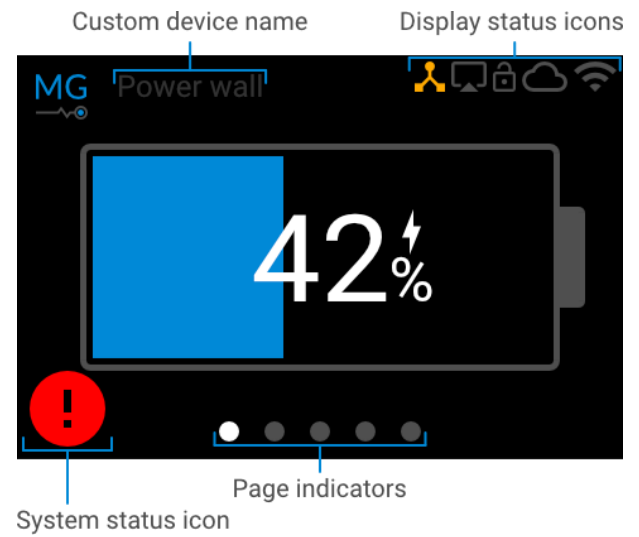 Custom device name
Display status icons
MG
Power wall
42%
!
Page indicators
System status icon